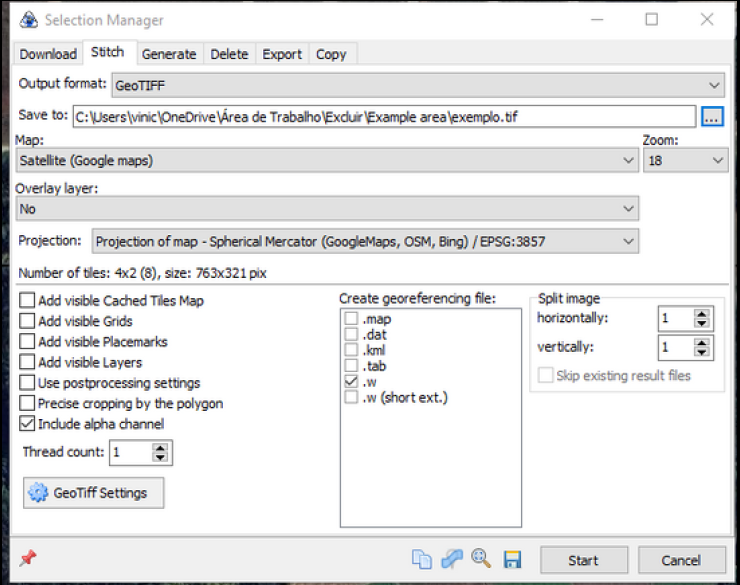 Selection Manager
Download Stitch Generate Delete Export Copy
Output format: GeoTIFF
Save to: C:\Users\vinic\OneDrive\Área de Trabalho\Excluir\Example area\exemplo.tif ...
Map: Zoom:
Satellite (Google maps) 18
Overlay layer:
No
Projection: Projection of map - Spherical Mercator (GoogleMaps, OSM, Bing) / EPSG:3857
Number of tiles: 4x2 (8), size: 763x321 pix
Add visible Cached Tiles Map
Add visible Grids
Add visible Placemarks
Add visible Layers
Use postprocessing settings
Precise cropping by the polygon
Include alpha channel
Thread count: 1
GeoTiff Settings
Create georeferencing file:
.map
.dat
.kml
.tab
.w
.w (short ext.)
Split image
horizontally: 1
vertically: 1
Skip existing result files
Start Cancel